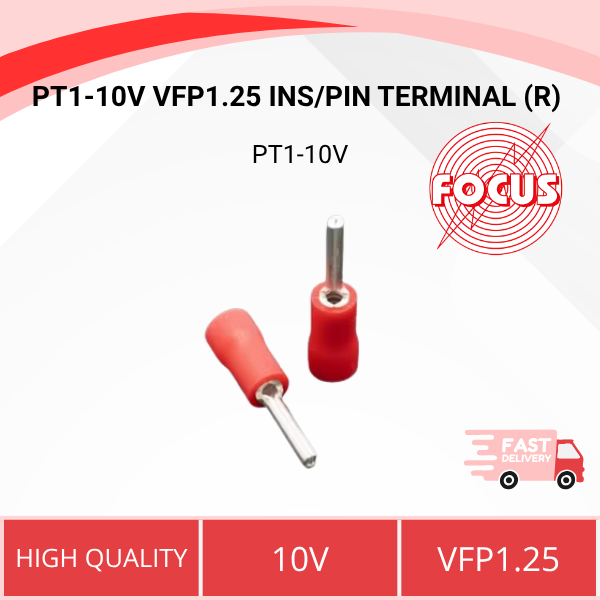 PT1-10V VFP1.25 INS/PIN TERMINAL (R)
PT1-10V
FOCUS
FAST
DELIVERY
HIGH QUALITY
10V
VFP1.25